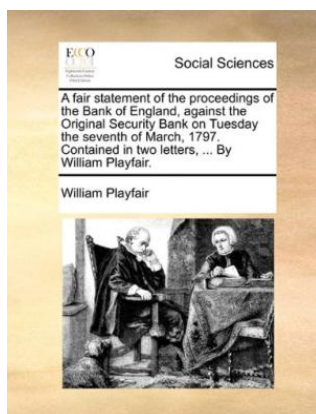 ECCO
Social Sciences
A fair statement of the proceedings of
the Bank of England, against the
Original Security Bank on Tuesday
the seventh of March, 1797.
Contained in two letters, ... By
William Playfair.
William Playfair